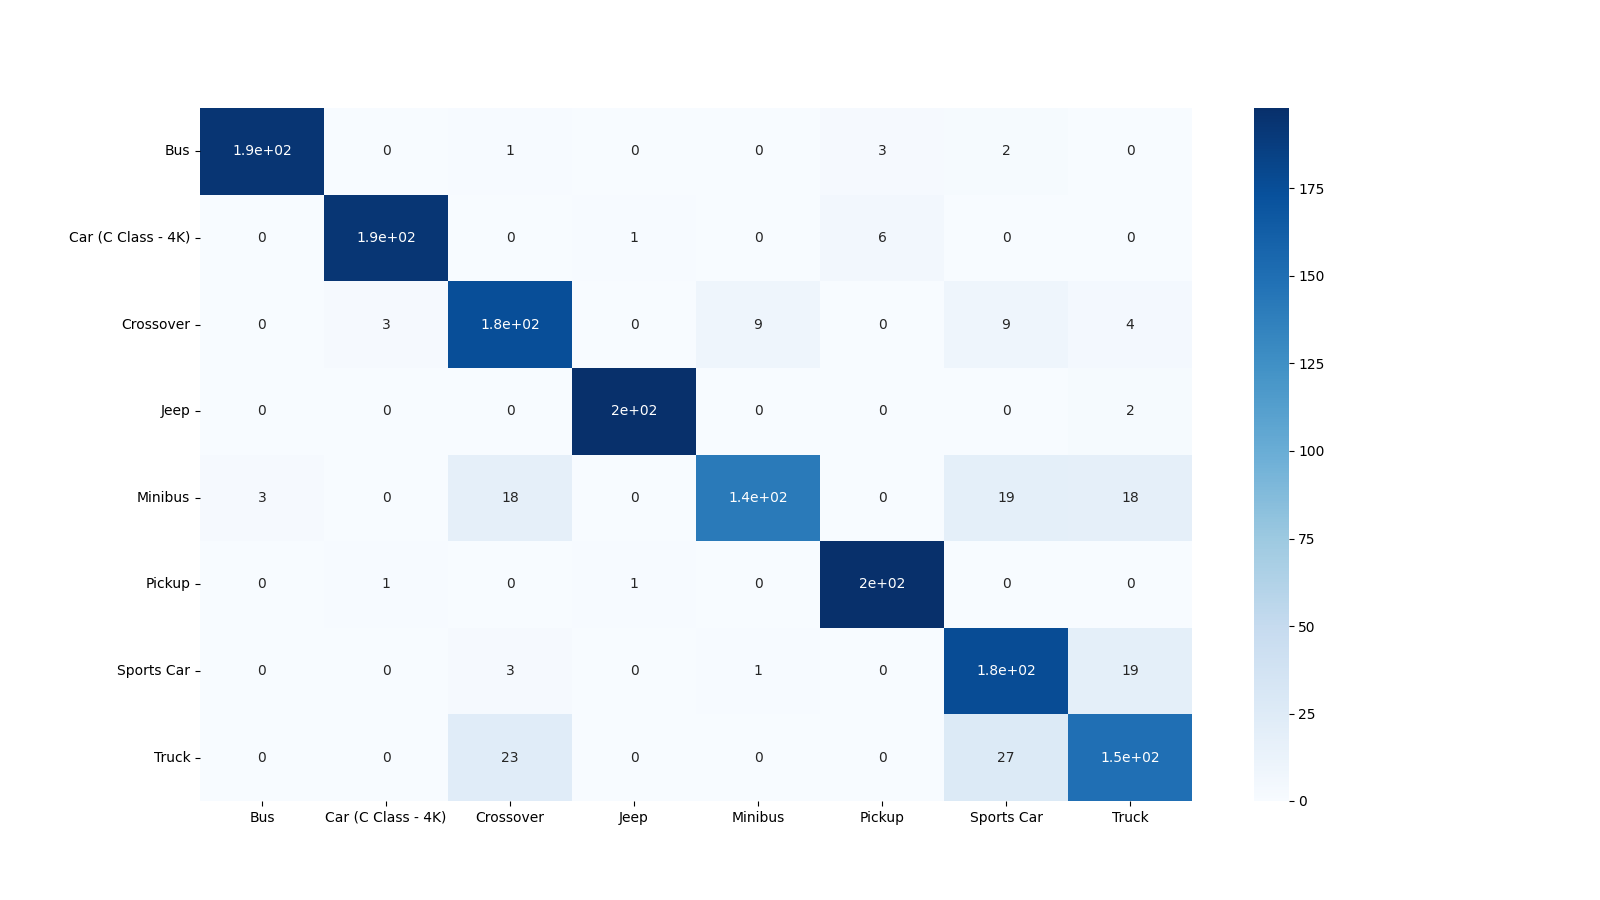 Bus 1.9e+02 0 1 0 0 3 2 0
Car (C Class - 4K) 0 1.9e+02 0 1 0 6 0 0
Crossover 0 3 1.8e+02 0 9 0 9 4
Jeep 0 0 0 2e+02 0 0 0 2
Minibus 3 0 18 0 1.4e+02 0 19 18
Pickup 0 1 0 1 0 2e+02 0 0
Sports Car 0 0 3 0 1 0 1.8e+02 19
Truck 0 0 23 0 0 0 27 1.5e+02
Bus Car (C Class - 4K) Crossover Jeep Minibus Pickup Sports Car Truck
175
150
125
100
75
50
25
0